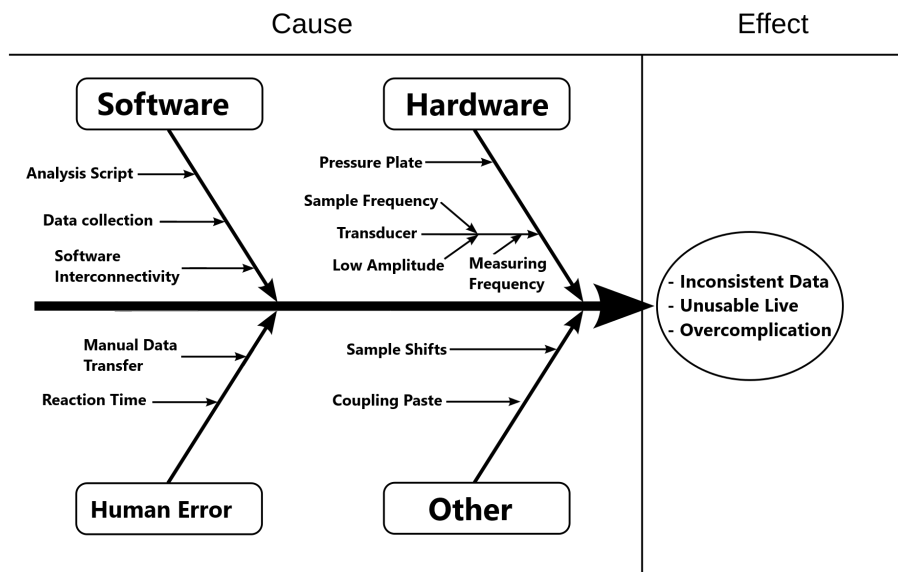 Cause
Effect
Software
Hardware
Analysis Script
Data collection
Software
Interconnectivity
Pressure Plate
Sample Frequency
Transducer
Low Amplitude
Measuring
Frequency
- Inconsistent Data
- Unusable Live
- Overcomplication
Manual Data
Transfer
Reaction Time
Sample Shifts
Coupling Paste
Human Error
Other